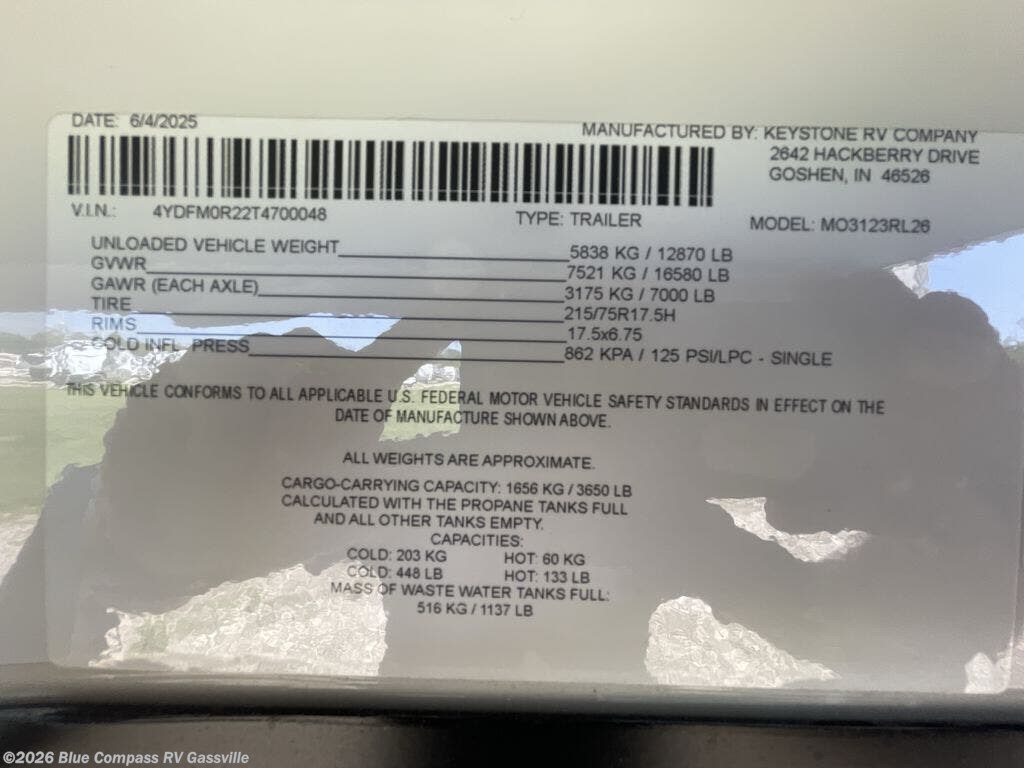 DATE: 6/4/2025
MANUFACTURED BY: KEYSTONE RV COMPANY
2642 HACKBERRY DRIVE
GOSHEN, IN 46526
V.I.N.: 4YDFM0R22T4700048 TYPE: TRAILER MODEL: MO3123RL26
UNLOADED VEHICLE WEIGHT 5838 KG / 12870 LB
GVWR 7521 KG / 16580 LB
GAWR (EACH AXLE) 3175 KG / 7000 LB
TIRE 215/75R17.5H
RIMS 17.5x6.75
COLD INFL. PRESS 862 KPA / 125 PSI/LPC - SINGLE
THIS VEHICLE CONFORMS TO ALL APPLICABLE U.S. FEDERAL MOTOR VEHICLE SAFETY STANDARDS IN EFFECT ON THE
DATE OF MANUFACTURE SHOWN ABOVE.
ALL WEIGHTS ARE APPROXIMATE.
CARGO-CARRYING CAPACITY: 1656 KG / 3650 LB
CALCULATED WITH THE PROPANE TANKS FULL
AND ALL OTHER TANKS EMPTY.
CAPACITIES:
COLD: 203 KG HOT: 60 KG
COLD: 448 LB HOT: 133 LB
MASS OF WASTE WATER TANKS FULL:
516 KG / 1137 LB
©2026 Blue Compass RV Gassville